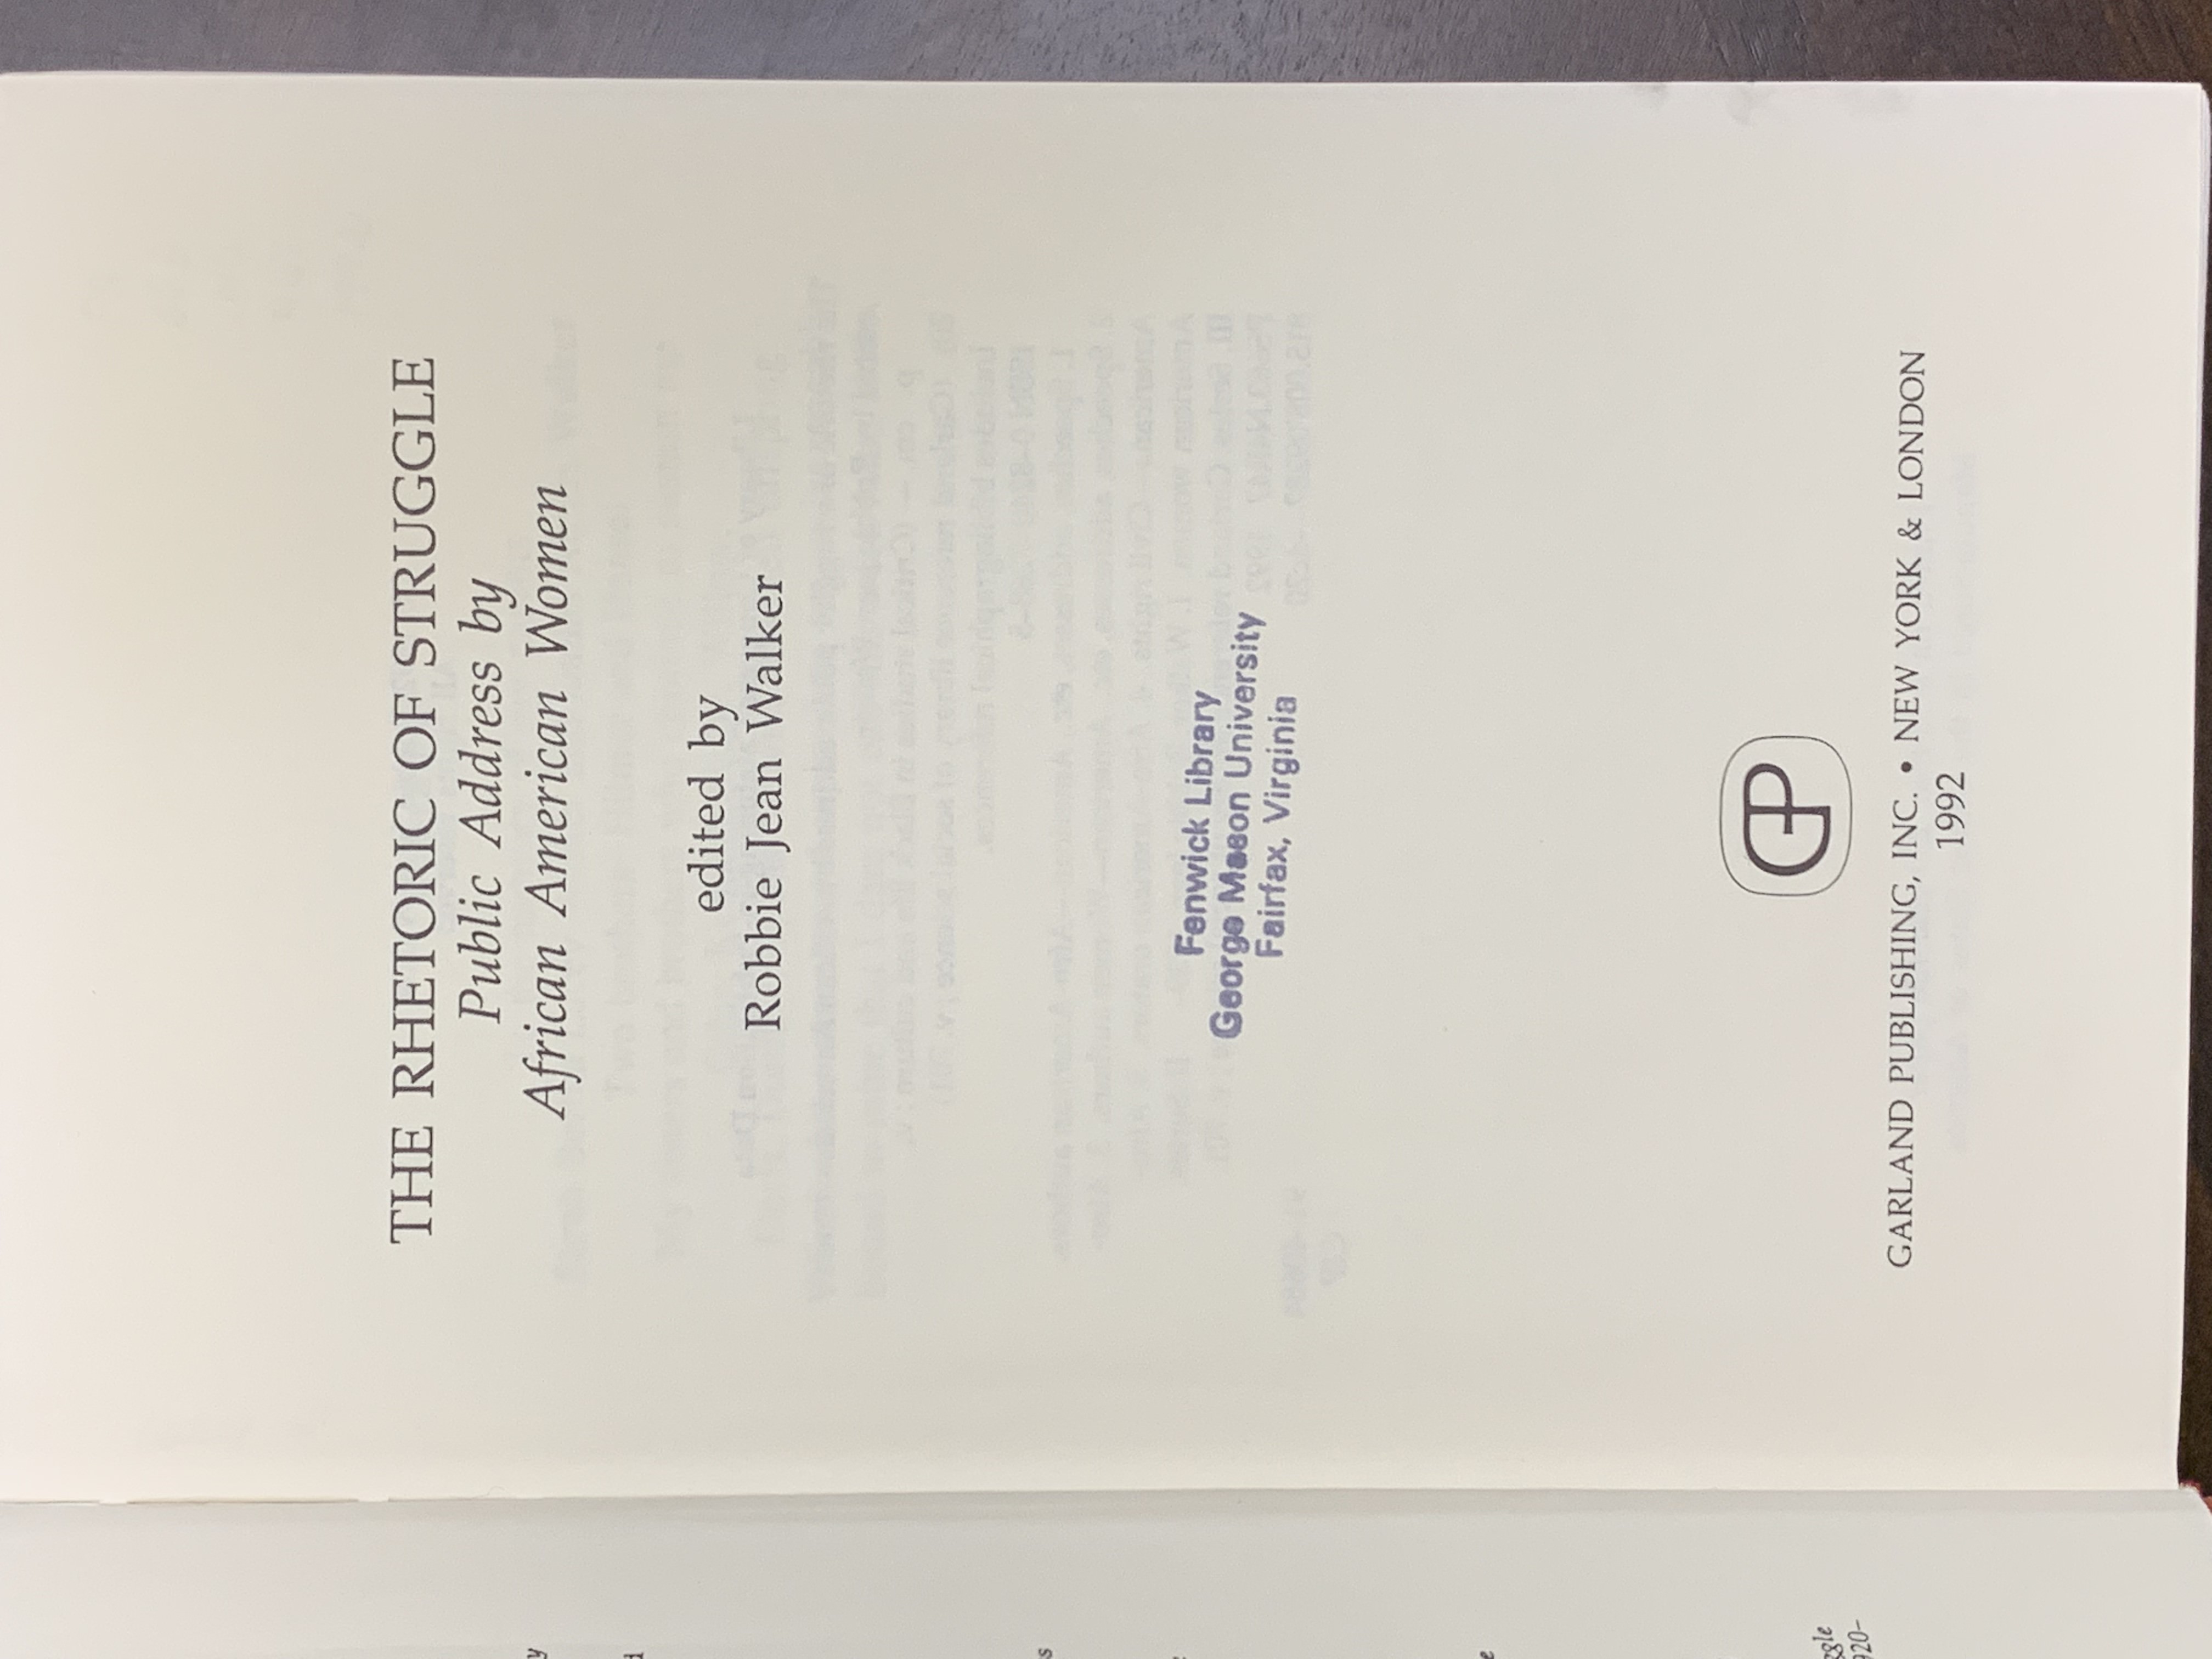 THE RHETORIC OF STRUGGLE
Public Address by
African American Women
edited by
Robbie Jean Walker
Fenwick Library
George Mason University
Fairfax, Virginia
GP
GARLAND PUBLISHING, INC. • NEW YORK & LONDON
1992